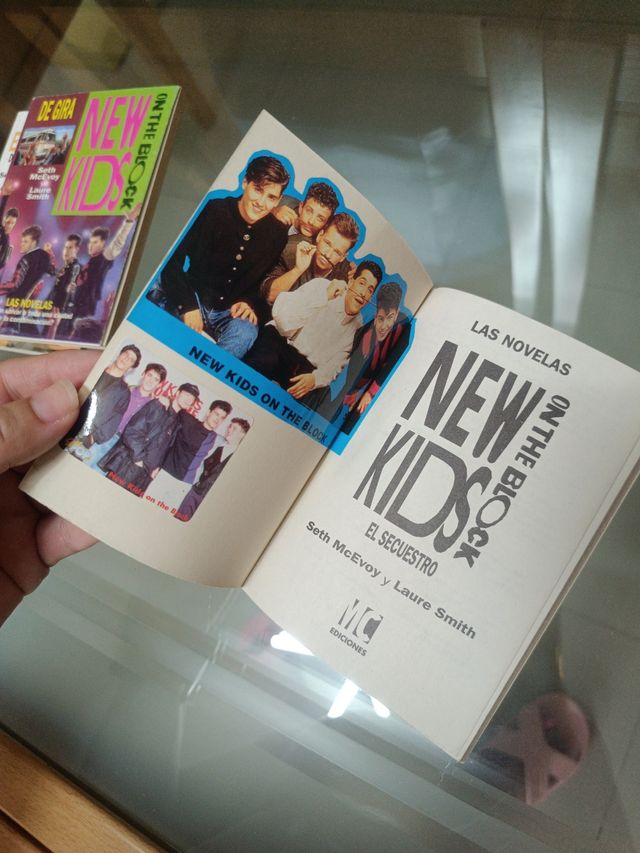 DE GIRA
NEW
KIDS
ON THE BLOCK
Seth
McEvoy
Laure
Smith
LAS NOVELAS
NEW KIDS ON THE BLOCK
New Kids on the Block
LAS NOVELAS
NEW
KIDS
ON THE BLOCK
EL SECUESTRO
Seth McEvoy y Laure Smith
MC
EDICIONES